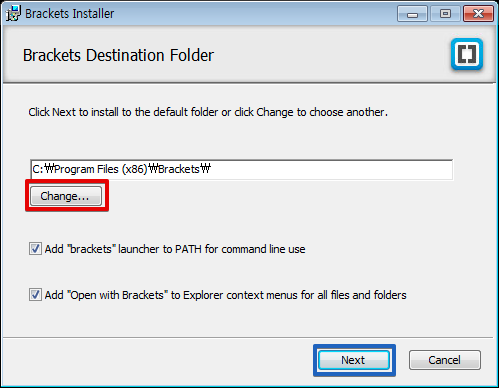 Brackets Installer
Brackets Destination Folder
Click Next to install to the default folder or click Change to choose another.
C:₩Program Files (x86)₩Brackets₩
Change...
Add "brackets" launcher to PATH for command line use
Add "Open with Brackets" to Explorer context menus for all files and folders
Next
Cancel